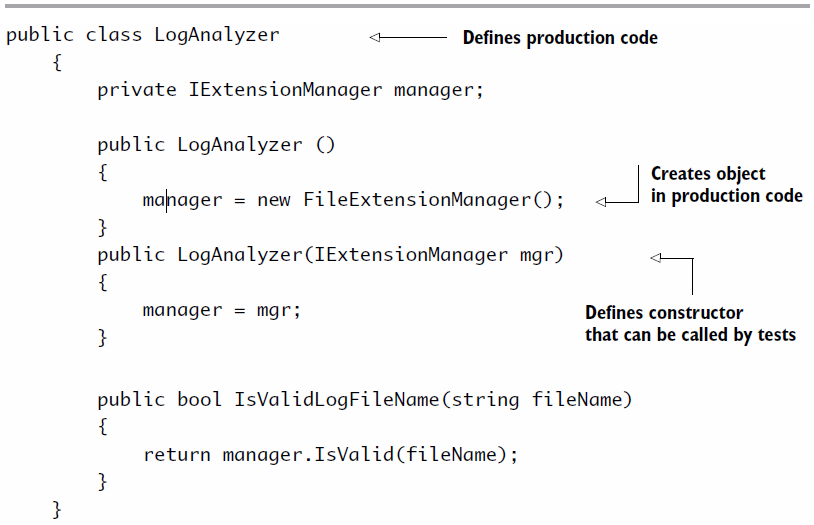 public class LogAnalyzer
Defines production code
{
private IExtensionManager manager;
public LogAnalyzer ()
{
manager = new FileExtensionManager();
Creates object
in production code
}
public LogAnalyzer(IExtensionManager mgr)
{
manager = mgr;
Defines constructor
that can be called by tests
}
public bool IsValidLogFileName(string fileName)
{
return manager.IsValid(fileName);
}
}